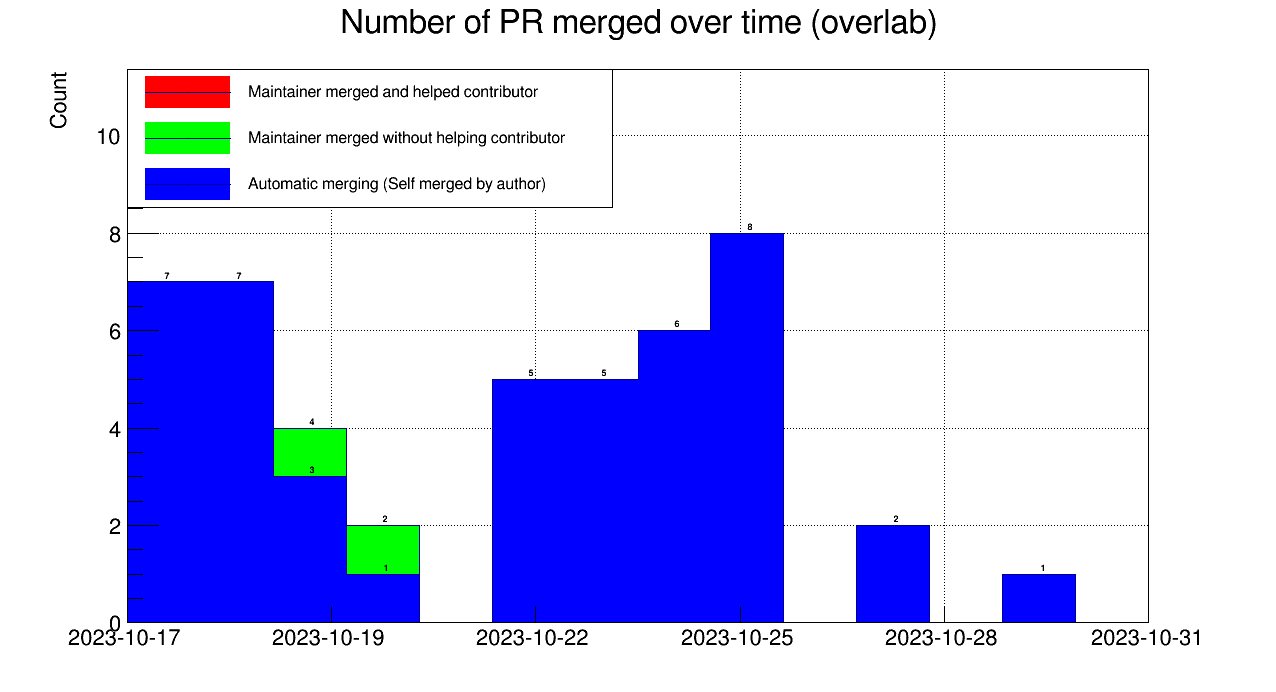 Number of PR merged over time (overlab)
Count
Maintainer merged and helped contributor
Maintainer merged without helping contributor
Automatic merging (Self merged by author)
10
8
6
4
2
0
7 7 4 3 2 1 5 5 6 8 2 1
2023-10-17 2023-10-19 2023-10-22 2023-10-25 2023-10-28 2023-10-31